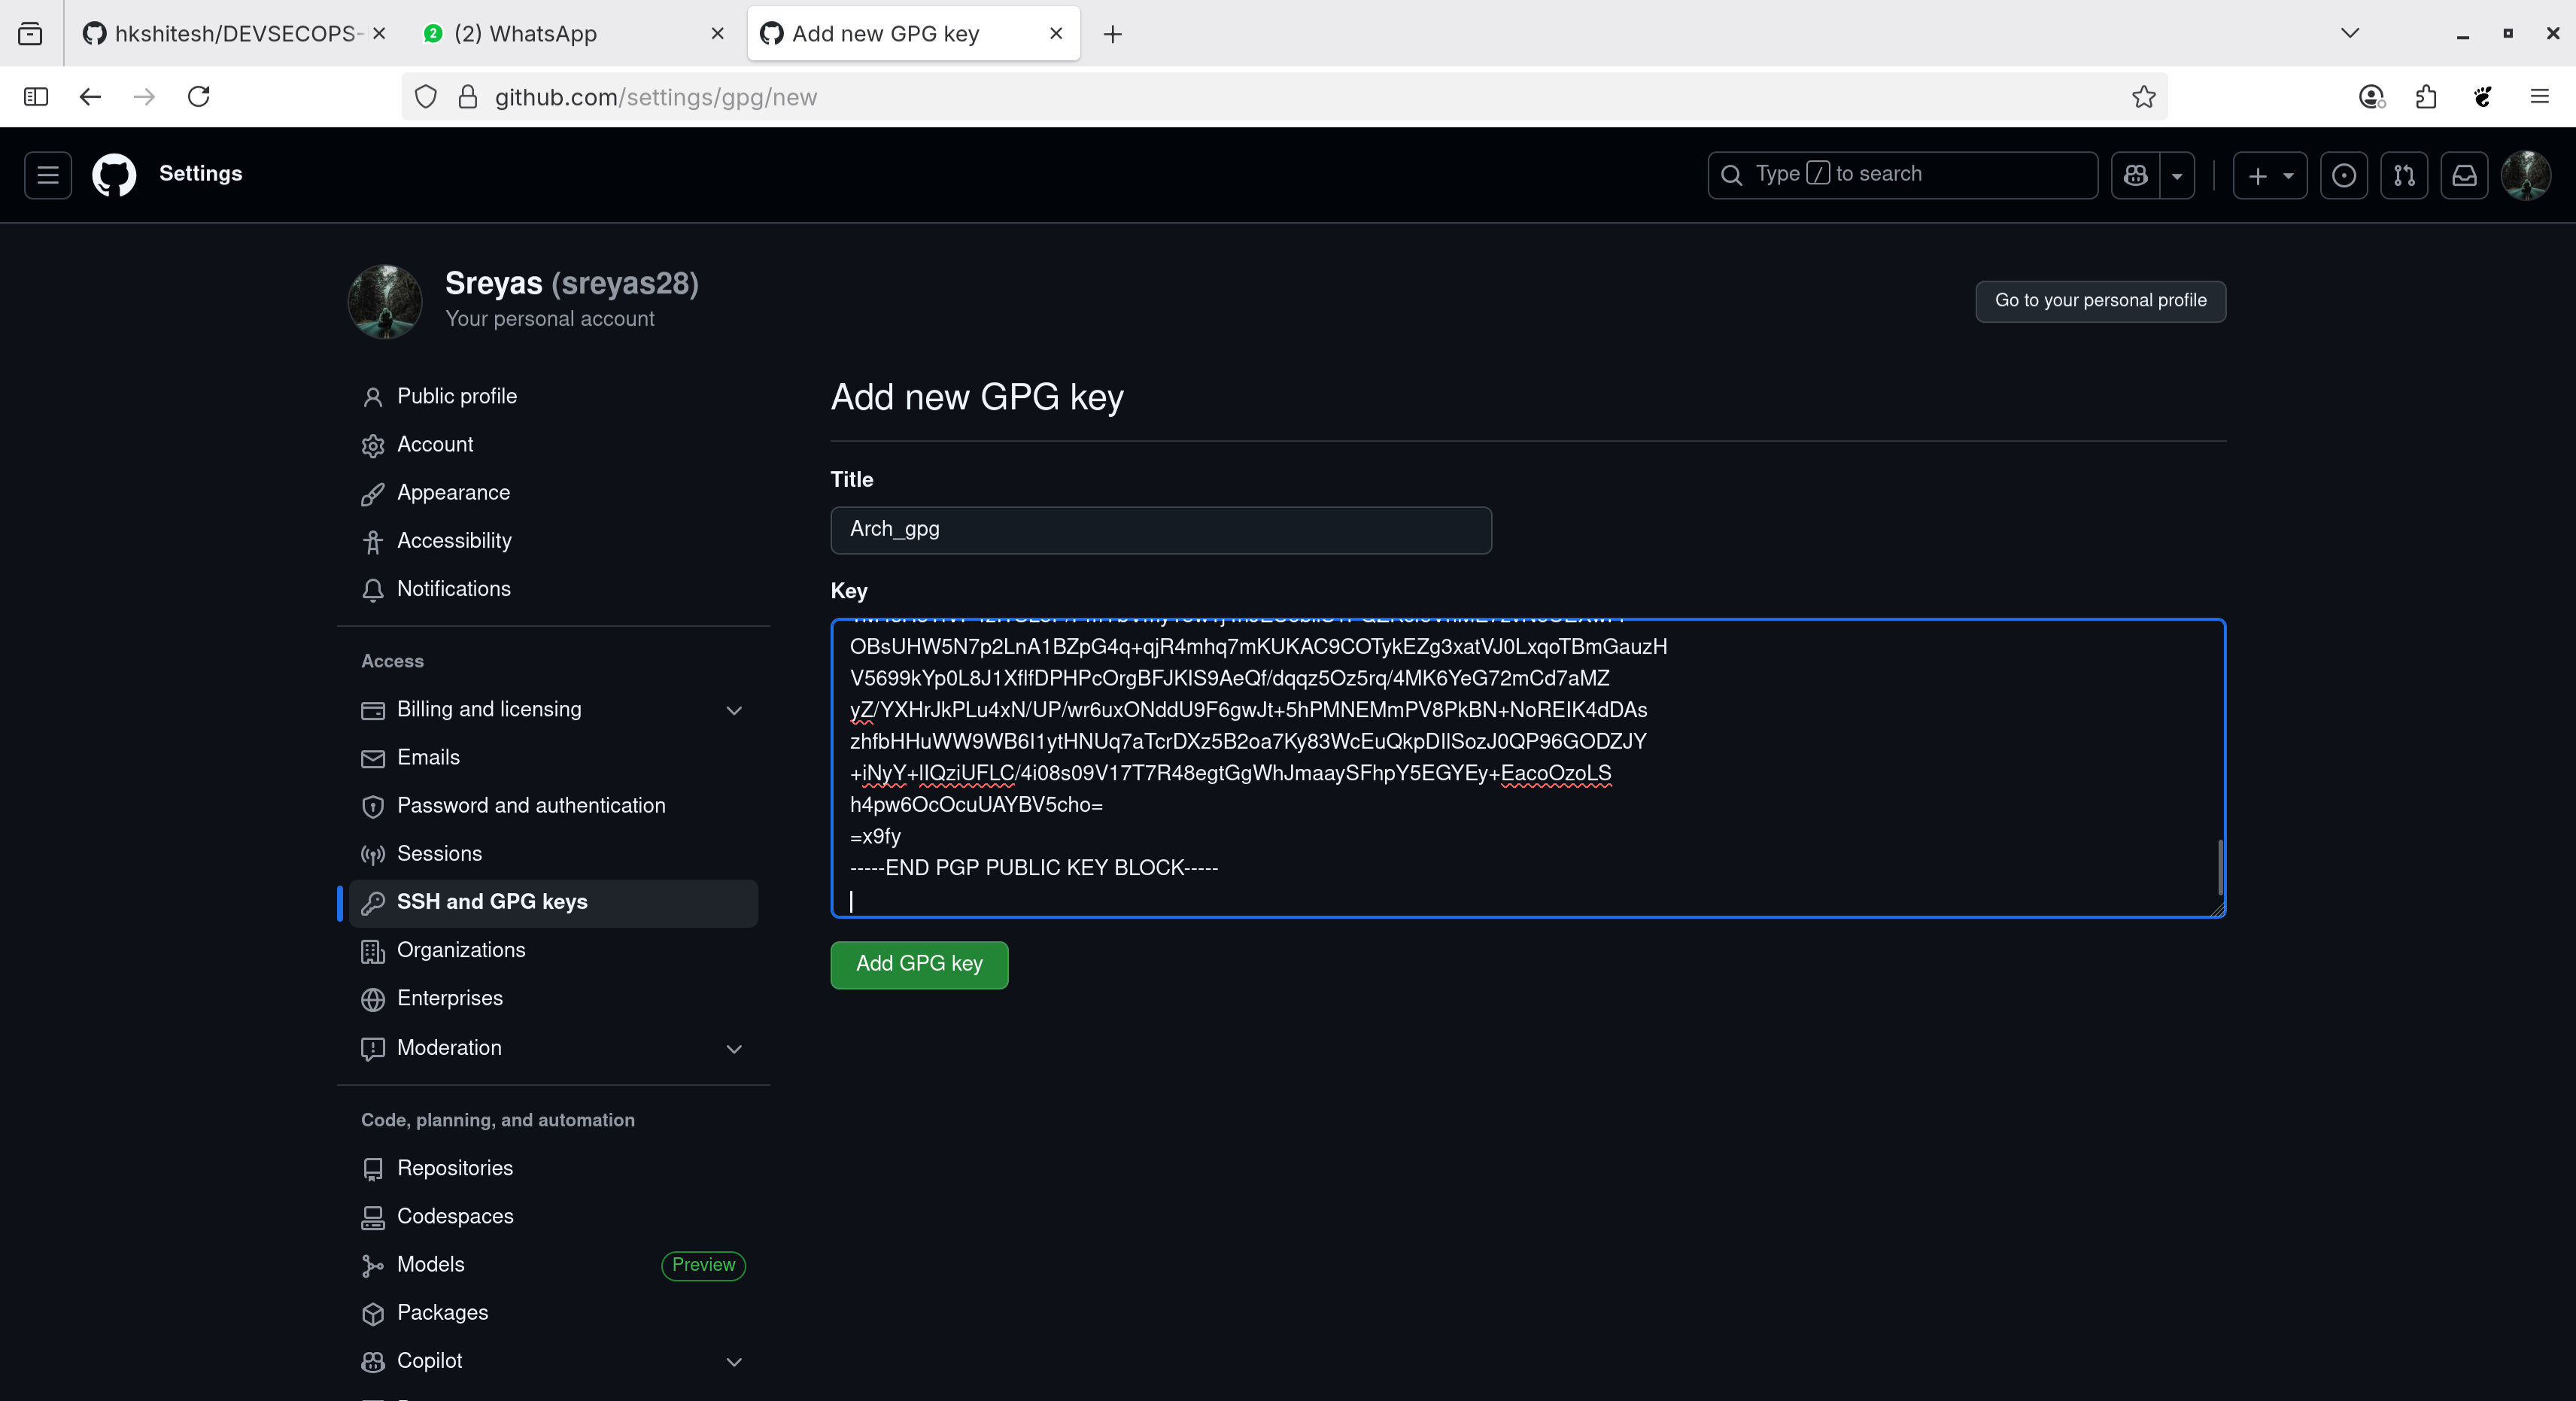 hkshitesh/DEVSECOPS-
2 (2) WhatsApp
Add new GPG key
github.com/settings/gpg/new
Settings
Type / to search
Sreyas (sreyas28)
Your personal account
Go to your personal profile
Public profile
Account
Appearance
Accessibility
Notifications
Access
Billing and licensing
Emails
Password and authentication
Sessions
SSH and GPG keys
Organizations
Enterprises
Moderation
Code, planning, and automation
Repositories
Codespaces
Models Preview
Packages
Copilot
Add new GPG key
Title
Arch_gpg
Key
OBsUHW5N7p2LnA1BZpG4q+qjR4mhq7mKUKAC9COTykEZg3xatVJ0LxqoTBmGauzH
V5699kYp0L8J1XflfDPHPcOrgBFJKIS9AeQf/dqqz5Oz5rq/4MK6YeG72mCd7aMZ
yZ/YXHrJkPLu4xN/UP/wr6uxONddU9F6gwJt+5hPMNEMmPV8PkBN+NoREIK4dDAs
zhfbHHuWW9WB6I1ytHNUq7aTcrDXz5B2oa7Ky83WcEuQkpDIlSozJ0QP96GODZJY
+iNyY+lIQziUFLC/4i08s09V17T7R48egtGgWhJmaaySFhpY5EGYEy+EacoOzoLS
h4pw6OcOcuUAYBV5cho=
=x9fy
-----END PGP PUBLIC KEY BLOCK-----
Add GPG key